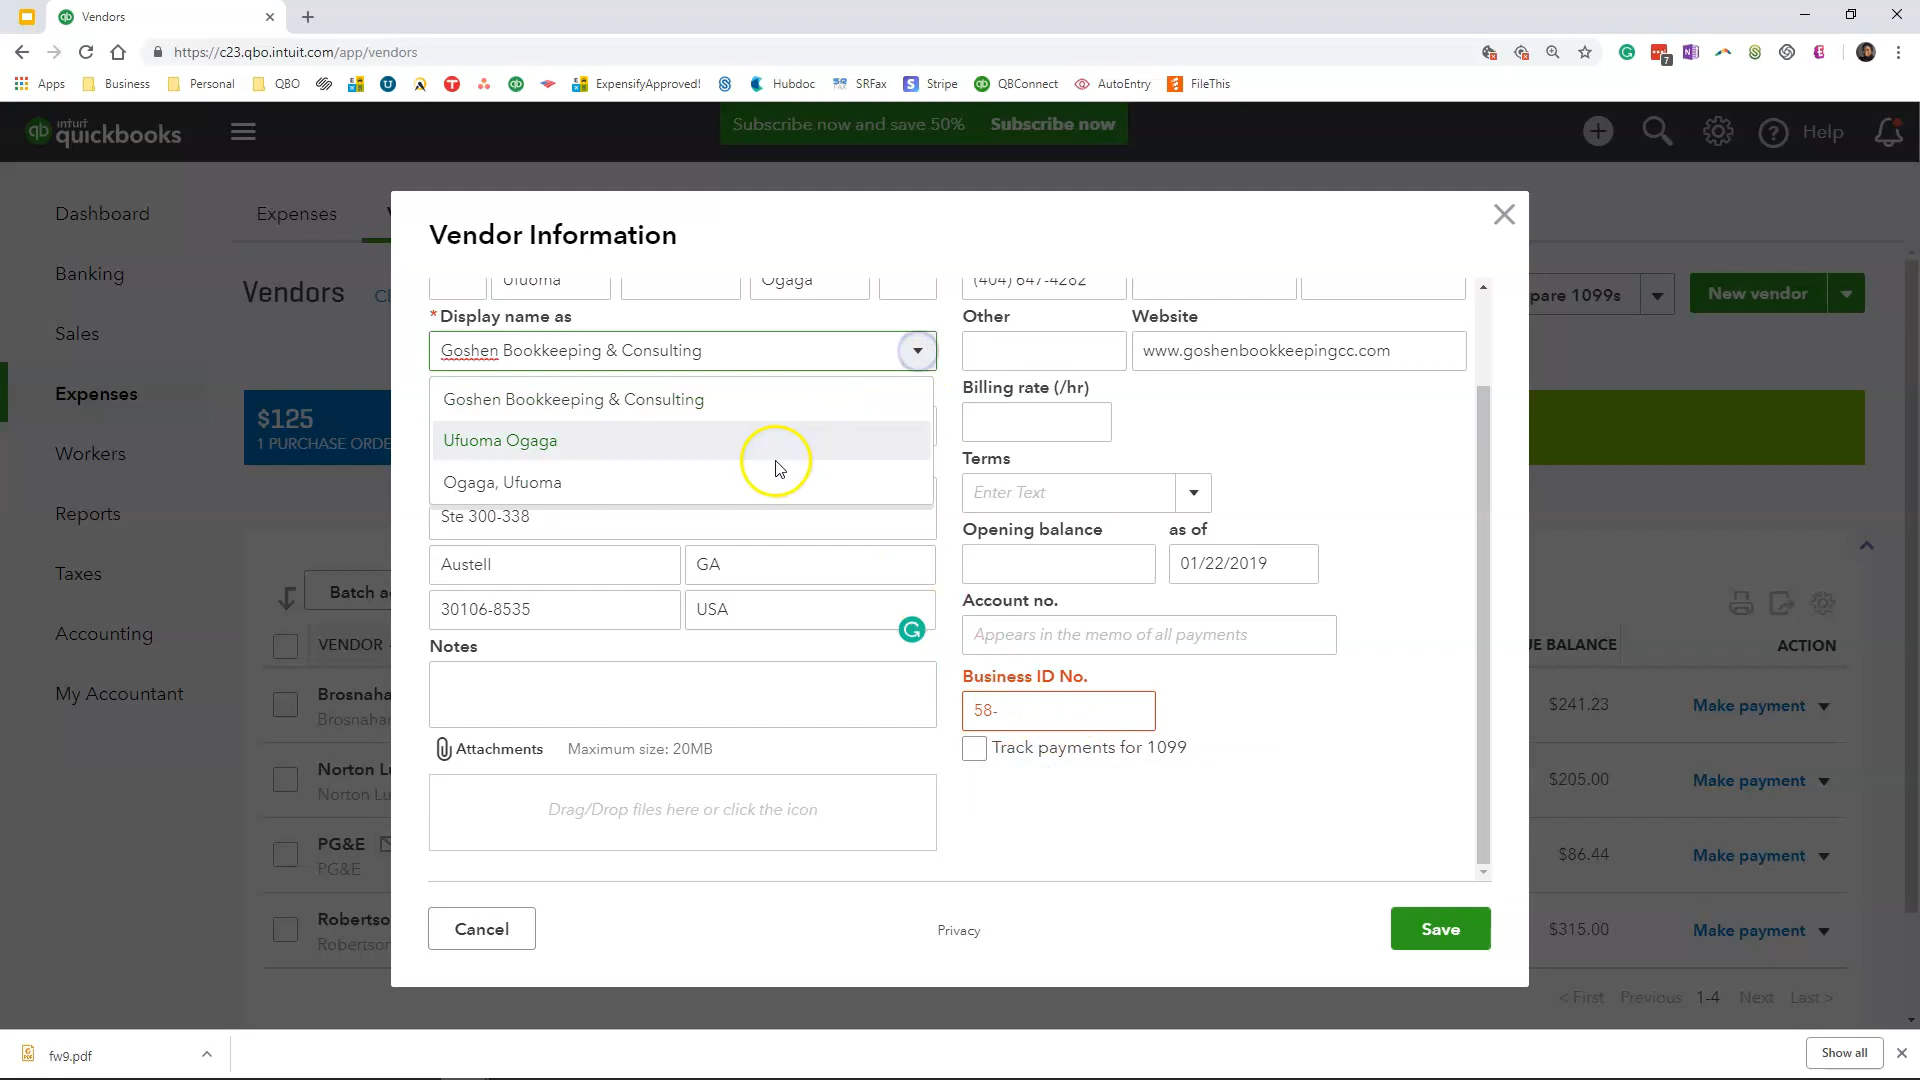 Vendors
https://c23.qbo.intuit.com/app/vendors
7
Apps
Business
Personal
QBO
ExpensifyApproved!
Hubdoc
SRFax
Stripe
QBConnect
AutoEntry
FileThis
intuit
quickbooks
Subscribe now and save 50% Subscribe now
Help
Dashboard
Banking
Sales
Expenses
Workers
Reports
Taxes
Accounting
My Accountant
Expenses
Vendors
pare 1099s
New vendor
$125
1 PURCHASE ORDE
Batch a
VENDOR
Brosnaha
Brosnahar
Norton Lu
Norton Lu
PG&E
PG&E
Robertso
Robertson
Vendor Information
Ufuoma
Ogaga
(404) 647-4282
*Display name as
Goshen Bookkeeping & Consulting
Goshen Bookkeeping & Consulting
Ufuoma Ogaga
Ogaga, Ufuoma
Ste 300-338
Austell
GA
30106-8535
USA
Notes
Attachments Maximum size: 20MB
Drag/Drop files here or click the icon
Other
Website
www.goshenbookkeepingcc.com
Billing rate (/hr)
Terms
Enter Text
Opening balance
as of
01/22/2019
Account no.
Appears in the memo of all payments
Business ID No.
58-
Track payments for 1099
Cancel
Privacy
Save
BALANCE
ACTION
$241.23 Make payment
$205.00 Make payment
$86.44 Make payment
$315.00 Make payment
< First Previous 1-4 Next Last >
fw9.pdf
Show all